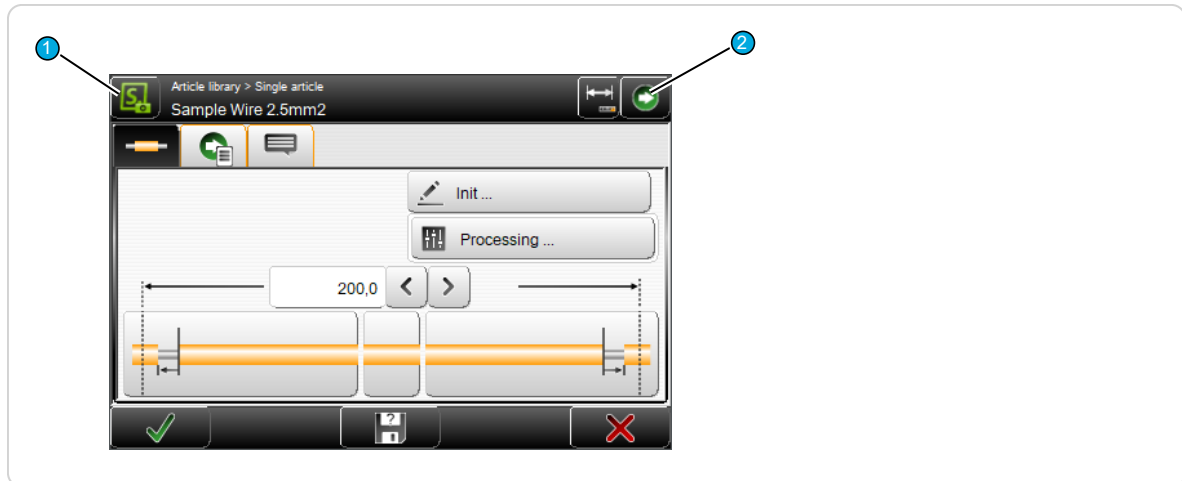 1
2
S
Article library > Single article
Sample Wire 2.5mm2
Init ...
Processing ...
200,0
?